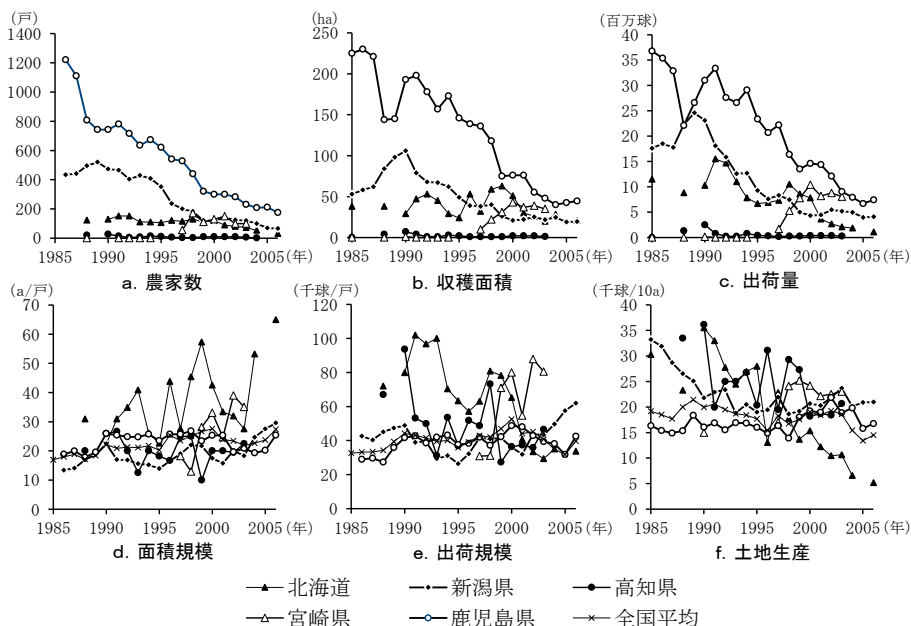 (戸)
1400
1200
1000
800
600
400
200
0
1985 1990 1995 2000 2005 (年)
a. 農家数
(ha)
250
200
150
100
50
0
1985 1990 1995 2000 2005 (年)
b. 収穫面積
(百万球)
40
35
30
25
20
15
10
5
0
1985 1990 1995 2000 2005 (年)
c. 出荷量
(a/戸)
70
60
50
40
30
20
10
0
1985 1990 1995 2000 2005 (年)
d. 面積規模
(千球/戸)
120
100
80
60
40
20
0
1985 1990 1995 2000 2005 (年)
e. 出荷規模
(千球/10a)
40
35
30
25
20
15
10
5
0
1985 1990 1995 2000 2005 (年)
f. 土地生産
北海道 新潟県 高知県
宮崎県 鹿児島県 全国平均